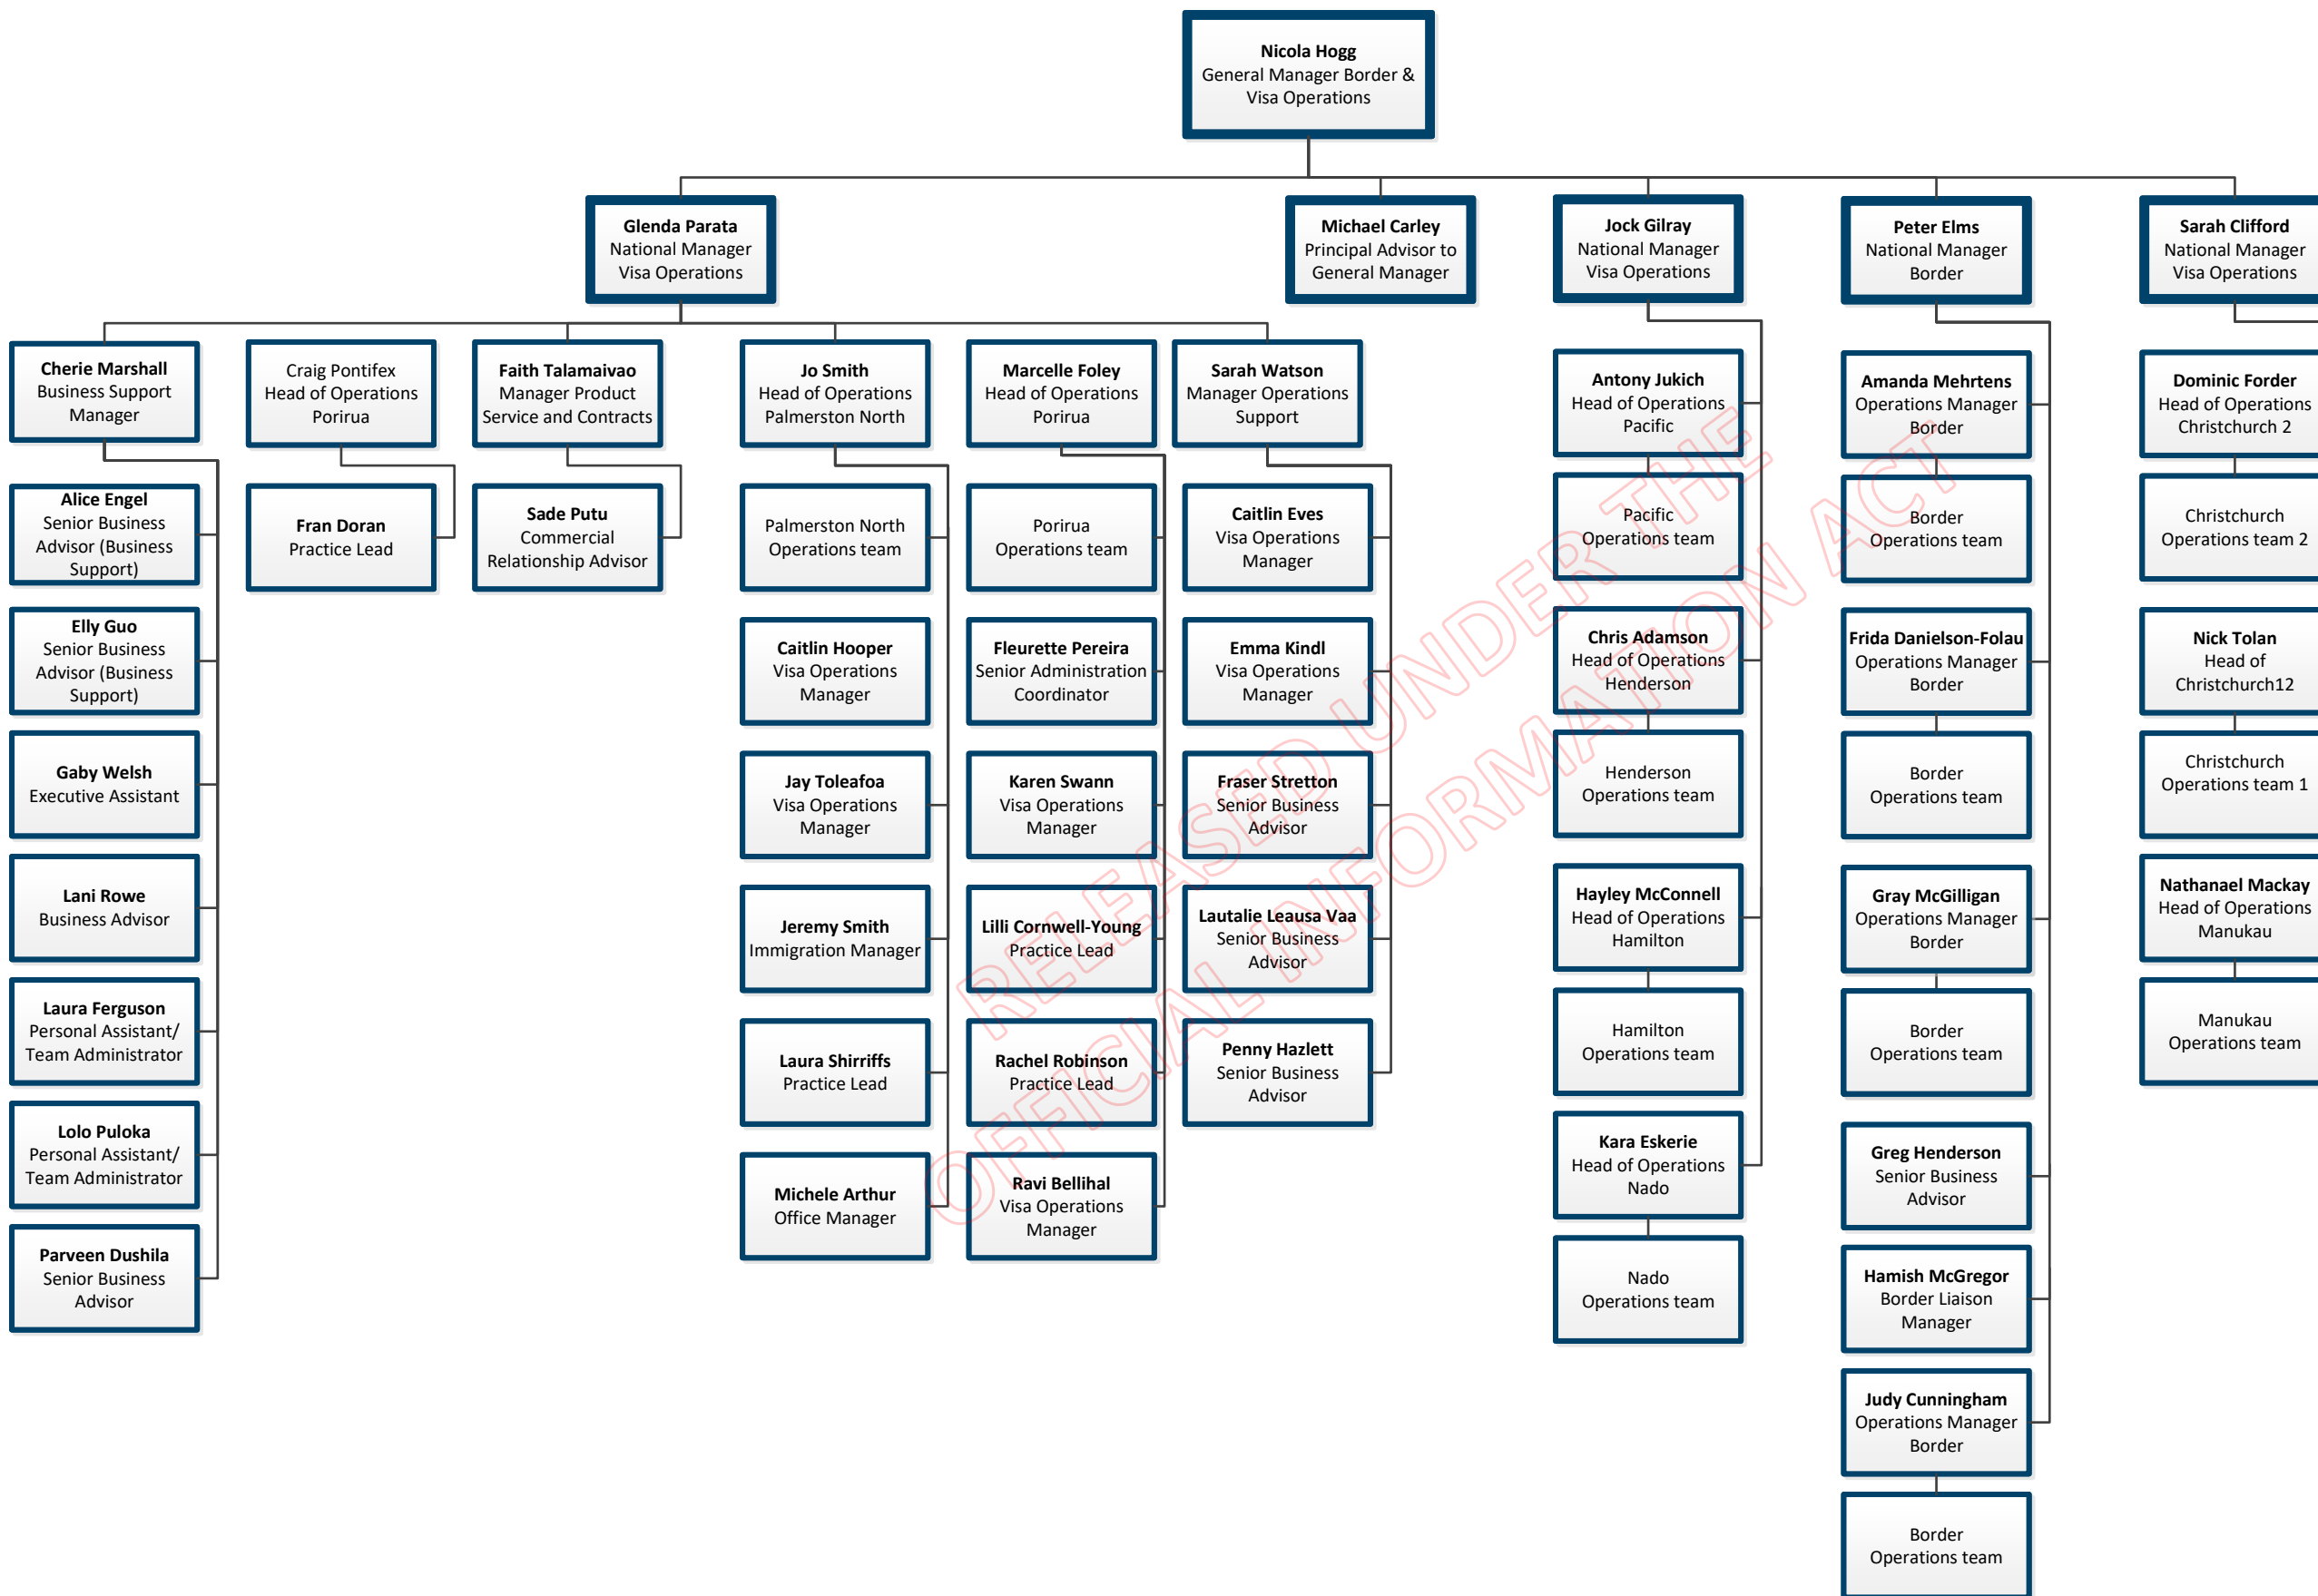 Nicola Hogg
General Manager Border &
Visa Operations
Glenda Parata
National Manager
Visa Operations
Michael Carley
Principal Advisor to
General Manager
Jock Gilray
National Manager
Visa Operations
Peter Elms
National Manager
Border
Sarah Clifford
National Manager
Visa Operations
Cherie Marshall
Business Support
Manager
Craig Pontifex
Head of Operations
Porirua
Faith Talamaivao
Manager Product
Service and Contracts
Jo Smith
Head of Operations
Palmerston North
Marcelle Foley
Head of Operations
Porirua
Sarah Watson
Manager Operations
Support
Alice Engel
Senior Business
Advisor (Business
Support)
Elly Guo
Senior Business
Advisor (Business
Support)
Gaby Welsh
Executive Assistant
Lani Rowe
Business Advisor
Laura Ferguson
Personal Assistant/
Team Administrator
Lolo Puloka
Personal Assistant/
Team Administrator
Parveen Dushila
Senior Business
Advisor
Fran Doran
Practice Lead
Sade Putu
Commercial
Relationship Advisor
Palmerston North
Operations team
Caitlin Hooper
Visa Operations
Manager
Jay Toleafoa
Visa Operations
Manager
Jeremy Smith
Immigration Manager
Laura Shirriffs
Practice Lead
Michele Arthur
Office Manager
Porirua
Operations team
Fleurette Pereira
Senior Administration
Coordinator
Karen Swann
Visa Operations
Manager
Lilli Cornwell-Young
Practice Lead
Rachel Robinson
Practice Lead
Ravi Bellihal
Visa Operations
Manager
Caitlin Eves
Visa Operations
Manager
Emma Kindl
Visa Operations
Manager
Fraser Stretton
Senior Business
Advisor
Lautalie Leausa Vaa
Senior Business
Advisor
Penny Hazlett
Senior Business
Advisor
Antony Jukich
Head of Operations
Pacific
Pacific
Operations team
Chris Adamson
Head of Operations
Henderson
Henderson
Operations team
Hayley McConnell
Head of Operations
Hamilton
Hamilton
Operations team
Kara Eskerie
Head of Operations
Nado
Nado
Operations team
Amanda Mehrtens
Operations Manager
Border
Border
Operations team
Frida Danielson-Folau
Operations Manager
Border
Border
Operations team
Gray McGilligan
Operations Manager
Border
Border
Operations team
Greg Henderson
Senior Business
Advisor
Hamish McGregor
Border Liaison
Manager
Judy Cunningham
Operations Manager
Border
Border
Operations team
Dominic Forder
Head of Operations
Christchurch 2
Christchurch
Operations team 2
Nick Tolan
Head of
Christchurch12
Christchurch
Operations team 1
Nathanael Mackay
Head of Operations
Manukau
Manukau
Operations team
RELEASED UNDER THE
OFFICIAL INFORMATION ACT